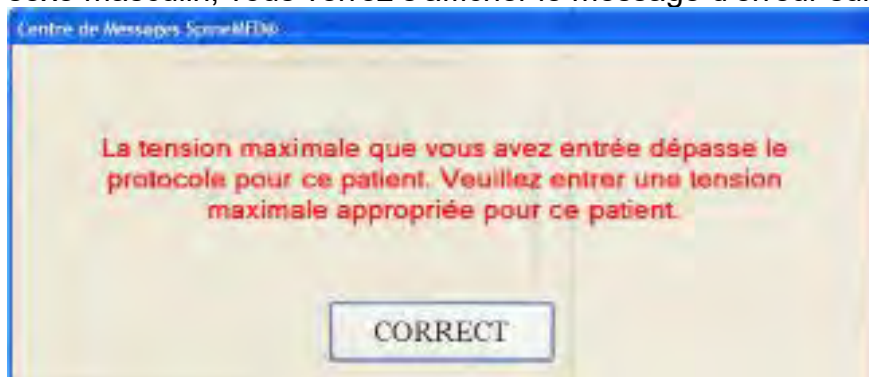 Centre de Messages SpineMED®
La tension maximale que vous avez entrée dépasse le
protocole pour ce patient. Veuillez entrer une tension
maximale appropriée pour ce patient.
CORRECT